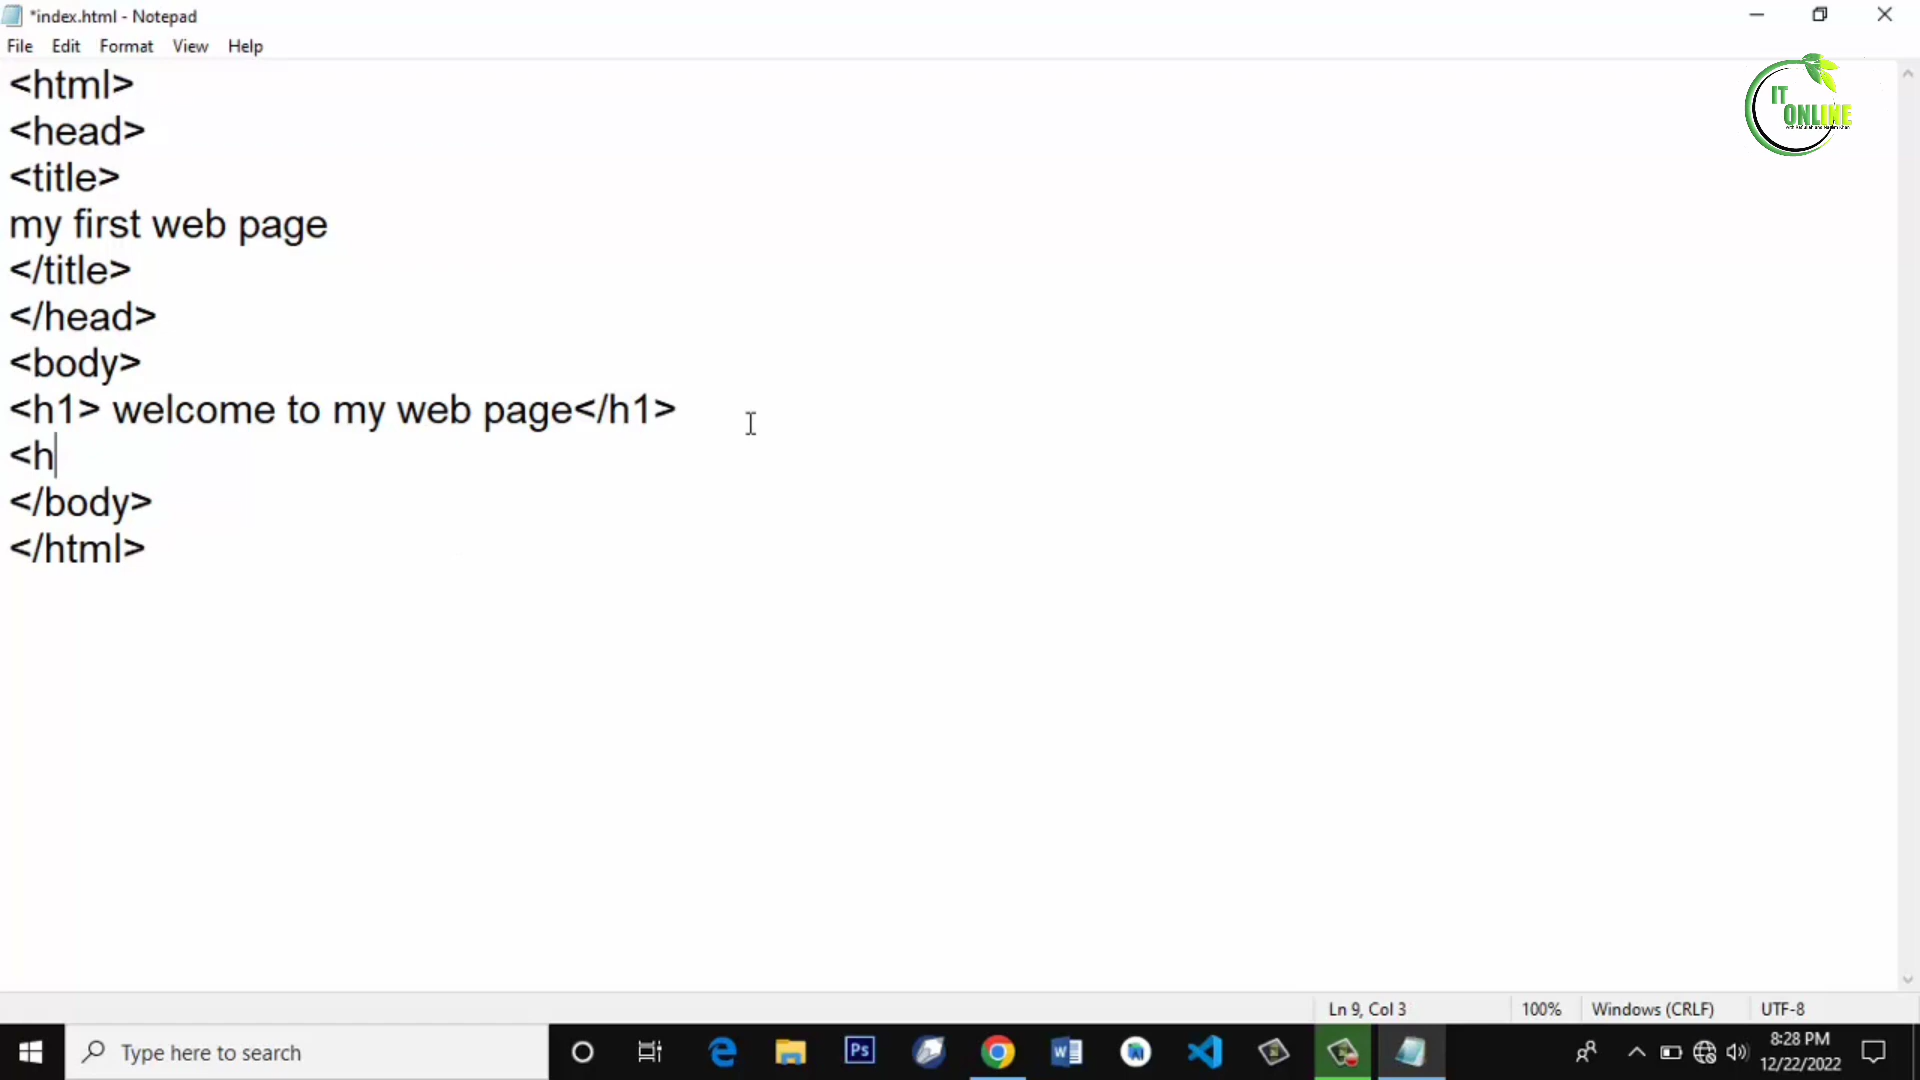 *index.html - Notepad
File Edit Format View Help
<html>
<head>
<title>
my first web page
</title>
</head>
<body>
<h1> welcome to my web page</h1>
<h
</body>
</html>
IT
ONLINE
Ln 9, Col 3 100% Windows (CRLF) UTF-8
Type here to search
Ps
8:28 PM
12/22/2022